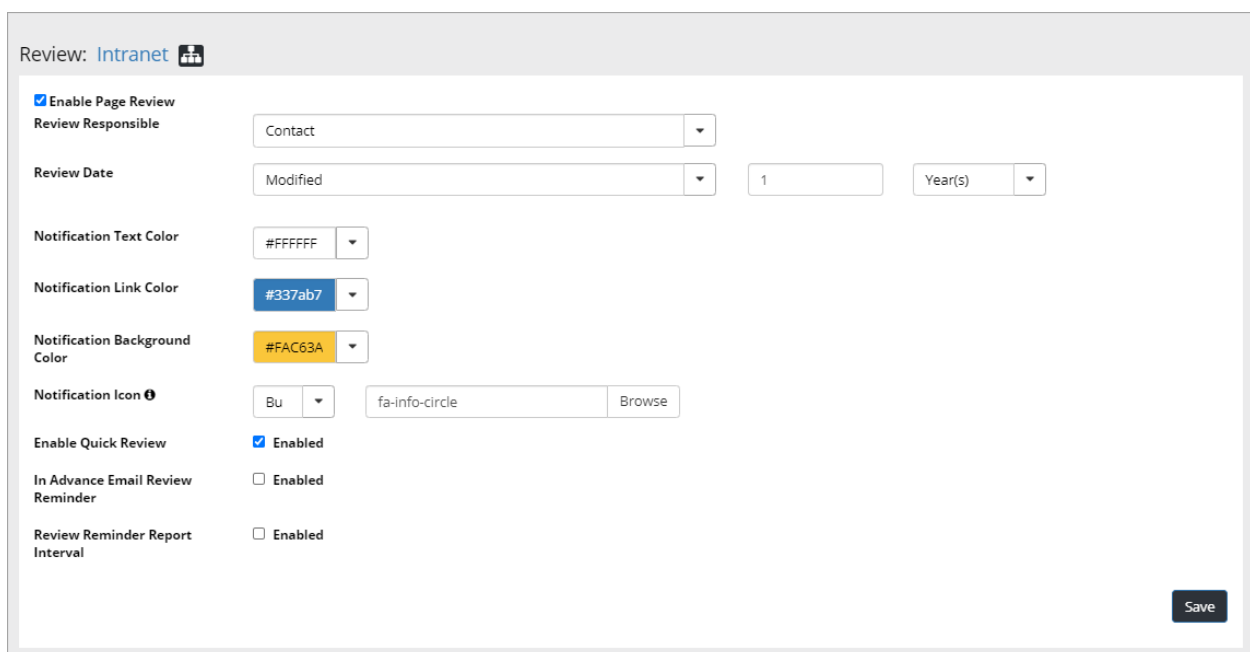 Review: Intranet
Enable Page Review
Review Responsible Contact
Review Date Modified 1 Year(s)
Notification Text Color #FFFFFF
Notification Link Color #337ab7
Notification Background
Color #FAC63A
Notification Icon Bu fa-info-circle Browse
Enable Quick Review Enabled
In Advance Email Review
Reminder Enabled
Review Reminder Report
Interval Enabled
Save